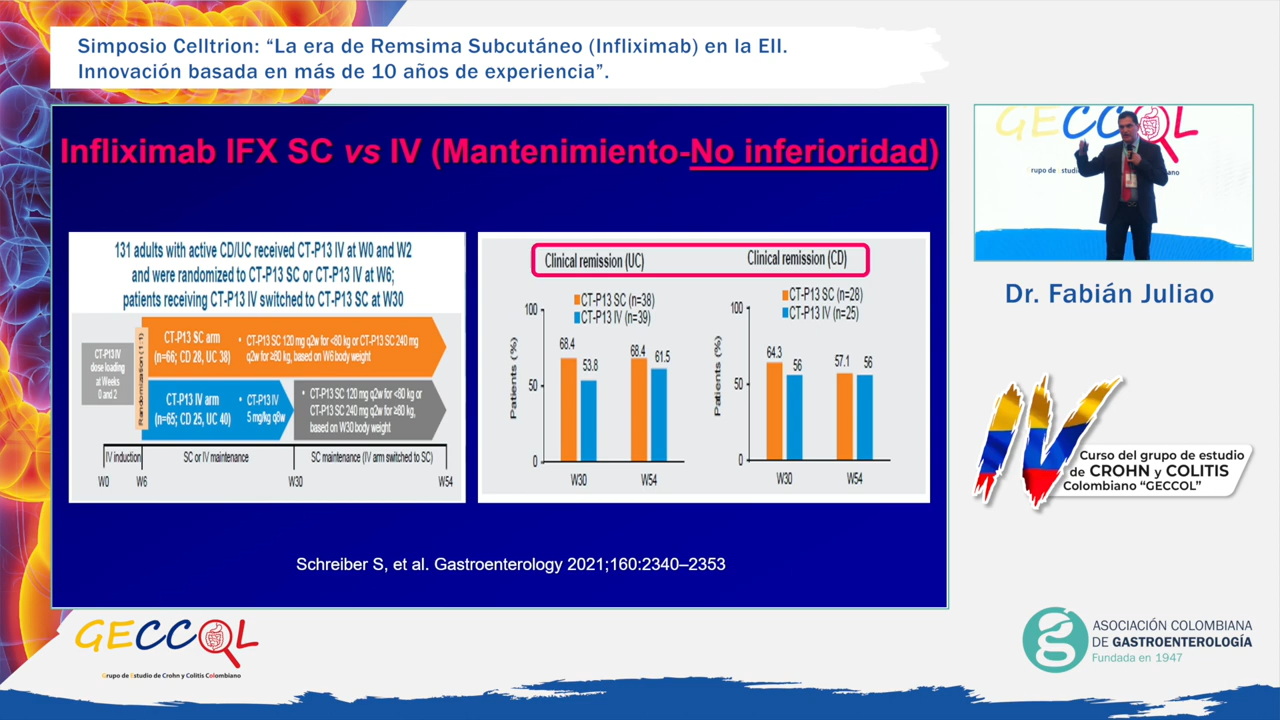 Simposio Celltrion: “La era de Remsima Subcutáneo (Infliximab) en la EII.
Innovación basada en más de 10 años de experiencia”.
Infliximab IFX SC vs IV (Mantenimiento-No inferioridad)
131 adults with active CD/UC received CT-P13 IV at W0 and W2
and were randomized to CT-P13 SC or CT-P13 IV at W6;
patients receiving CT-P13 IV switched to CT-P13 SC at W30
CT-P13 IV
dose loading
at Weeks
0 and 2
Randomization (1:1)
CT-P13 SC arm
(n=66; CD 28, UC 38)
• CT-P13 SC 120 mg q2w for <80 kg or CT-P13 SC 240 mg
q2w for ≥80 kg, based on W6 body weight
CT-P13 IV arm
(n=65; CD 25, UC 40)
• CT-P13 IV
5 mg/kg q8w
• CT-P13 SC 120 mg q2w for <80 kg or
CT-P13 SC 240 mg q2w for ≥80 kg,
based on W30 body weight
IV induction
SC or IV maintenance
SC maintenance (IV arm switched to SC)
W0
W6
W30
W54
Clinical remission (UC)
Clinical remission (CD)
CT-P13 SC (n=38)
CT-P13 IV (n=39)
Patients (%)
100
50
0
68.4
53.8
68.4
61.5
W30
W54
CT-P13 SC (n=28)
CT-P13 IV (n=25)
Patients (%)
100
50
0
64.3
56
57.1
56
W30
W54
Schreiber S, et al. Gastroenterology 2021;160:2340–2353
GECCOL
rupo de Estudi
ano
Dr. Fabián Juliao
IV
Curso del grupo de estudio
de CROHN y COLITIS
Colombiano “GECCOL”
GECCOL
Grupo de Estudio de Crohn y Colitis Colombiano
ASOCIACIÓN COLOMBIANA
DE GASTROENTEROLOGÍA
Fundada en 1947